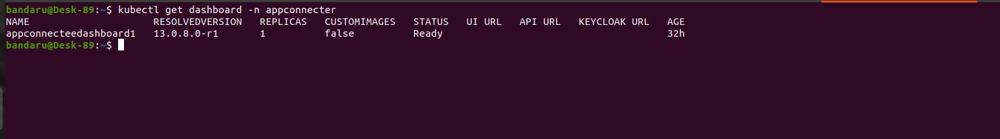 bandaru@Desk-89:~$ kubectl get dashboard -n appconnecter
NAME RESOLVEDVERSION REPLICAS CUSTOMIMAGES STATUS UI URL API URL KEYCLOAK URL AGE
appconnecteedashboard1 13.0.8.0-r1 1 false Ready 32h
bandaru@Desk-89:~$